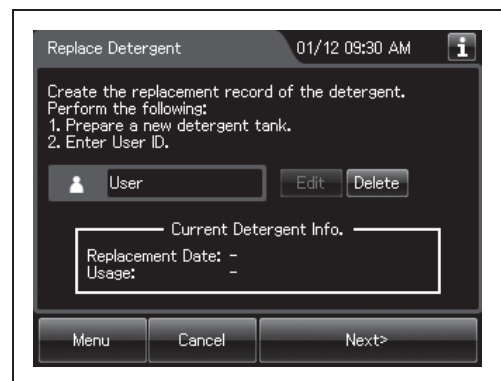 Replace Detergent 01/12 09:30 AM i
Create the replacement record of the detergent.
Perform the following:
1. Prepare a new detergent tank.
2. Enter User ID.
User Edit Delete
Current Detergent Info.
Replacement Date: -
Usage: -
Menu Cancel Next>